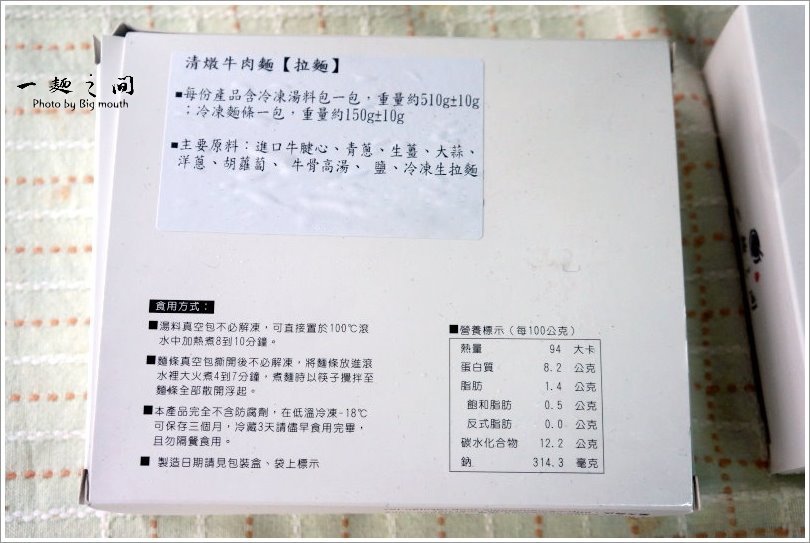 一麵之間
Photo by Big mouth
清燉牛肉麵【拉麵】
■每份產品含冷凍湯料包一包，重量約510g±10g
；冷凍麵條一包，重量約150g±10g
■主要原料：進口牛腱心、青蔥、生薑、大蒜、
洋蔥、胡蘿蔔、 牛骨高湯、 鹽、冷凍生拉麵
食用方式：
■湯料真空包不必解凍，可直接置於100℃滾
水中加熱煮8到10分鐘。
■麵條真空包撕開後不必解凍，將麵條放進滾
水裡大火煮4到7分鐘，煮麵時以筷子攪拌至
麵條全部散開浮起。
■本產品完全不含防腐劑，在低溫冷凍-18℃
可保存三個月，冷藏3天請儘早食用完畢，
且勿隔餐食用。
■ 製造日期請見包裝盒、袋上標示
■營養標示（每100公克）
熱量 94 大卡
蛋白質 8.2 公克
脂肪 1.4 公克
飽和脂肪 0.5 公克
反式脂肪 0.0 公克
碳水化合物 12.2 公克
鈉 314.3 毫克